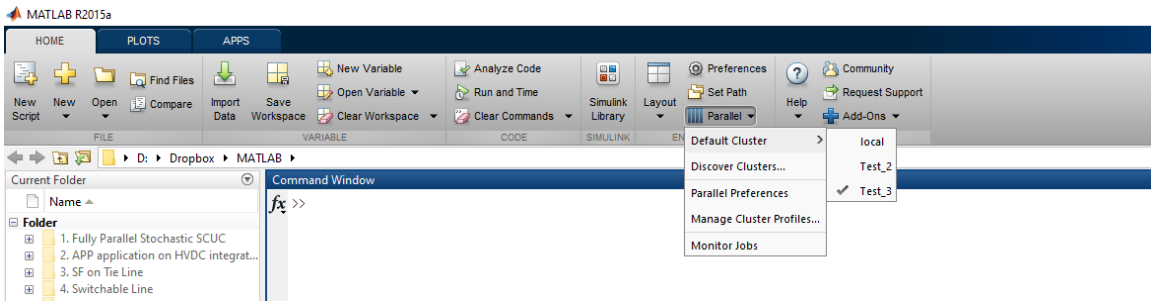 MATLAB R2015a
HOME PLOTS APPS
New Script
New
Open
Find Files
Compare
Import Data
Save Workspace
New Variable
Open Variable
Clear Workspace
Analyze Code
Run and Time
Clear Commands
Simulink Library
Layout
Preferences
Set Path
Parallel
Help
Community
Request Support
Add-Ons
FILE VARIABLE CODE SIMULINK EN
Default Cluster
Discover Clusters...
Parallel Preferences
Manage Cluster Profiles...
Monitor Jobs
local
Test_2
Test_3
D: Dropbox MATLAB
Current Folder
Name
Folder
1. Fully Parallel Stochastic SCUC
2. APP application on HVDC integrat...
3. SF on Tie Line
4. Switchable Line
Command Window
fx >>